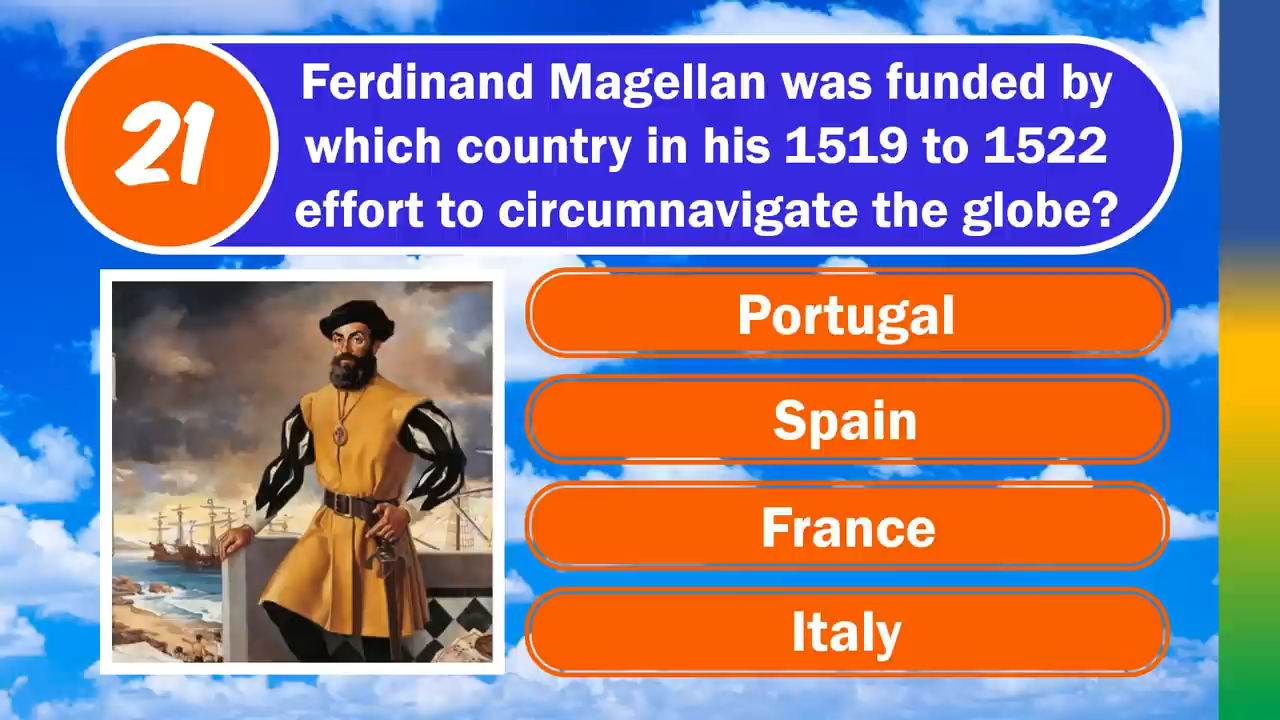 21
Ferdinand Magellan was funded by
which country in his 1519 to 1522
effort to circumnavigate the globe?
Portugal
Spain
France
Italy